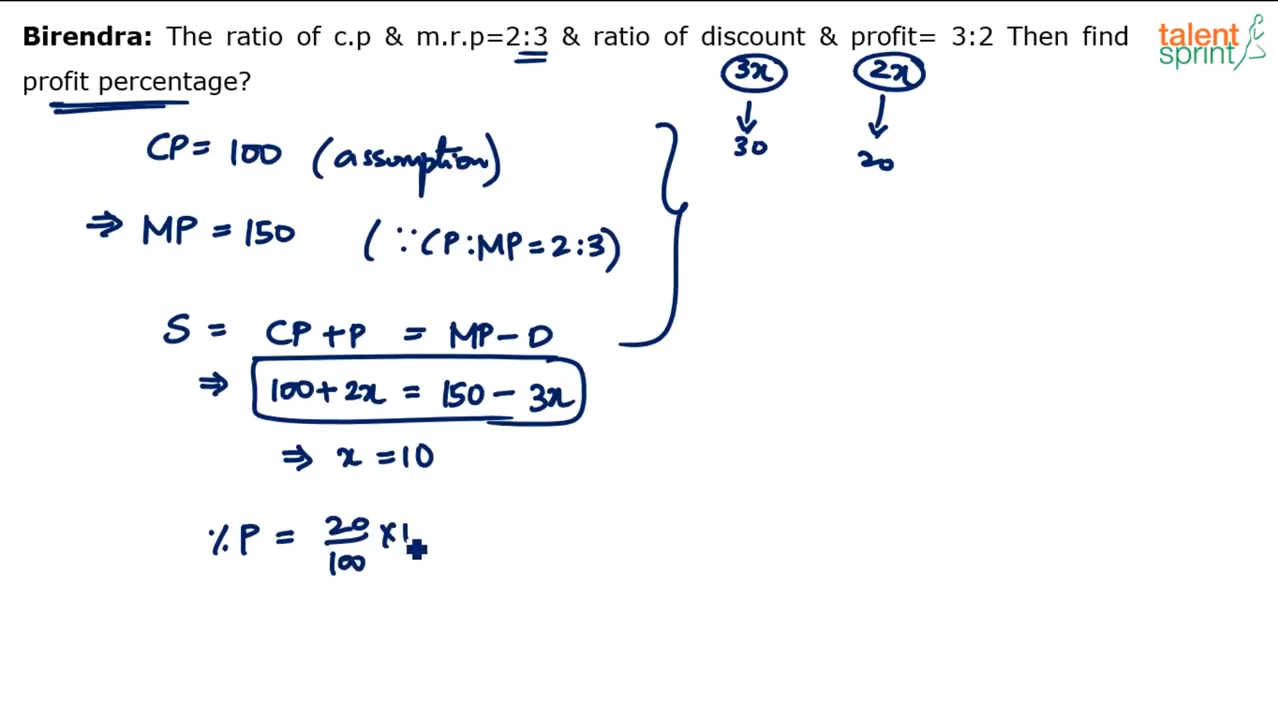 Birendra: The ratio of c.p & m.r.p=2:3 & ratio of discount & profit= 3:2 Then find
profit percentage?
talent
sprint
3x 2x
30 20
CP = 100 (assumption)
⇒ MP = 150 (∵ CP:MP = 2:3)
S = CP + P = MP - D
⇒ 100 + 2x = 150 - 3x
⇒ x = 10
% P = 20/100 × 1